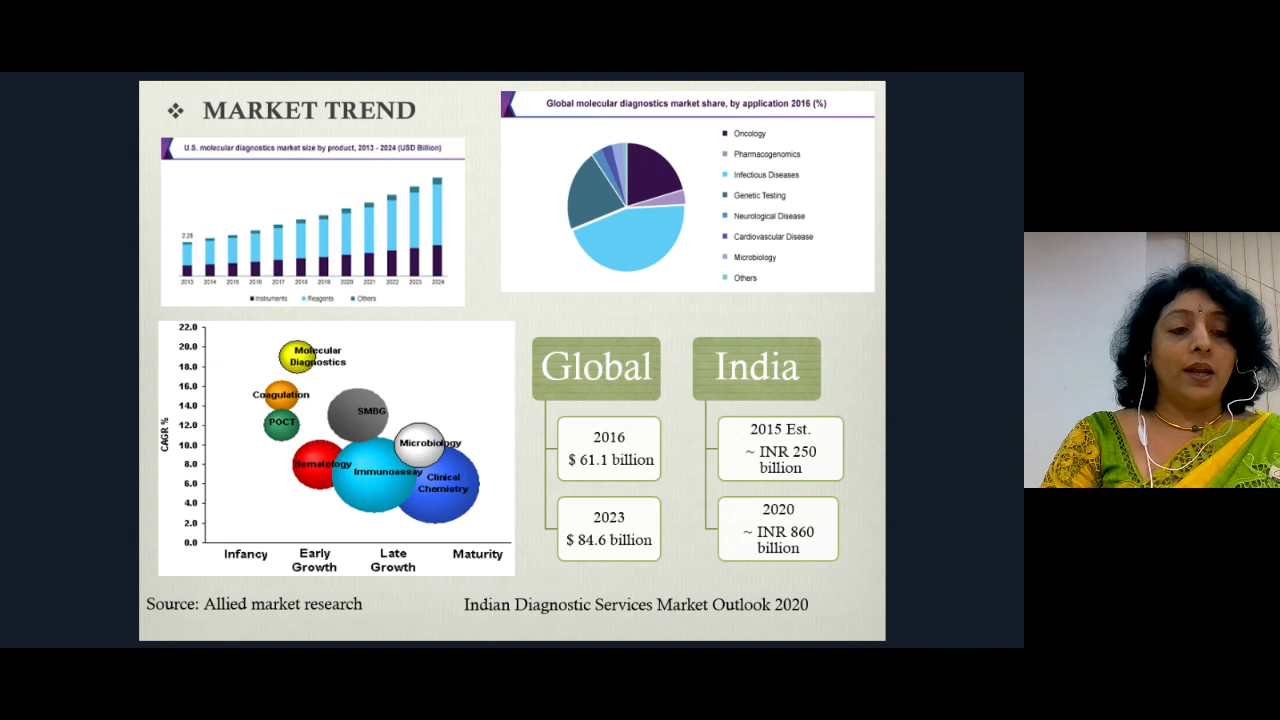 ❖ MARKET TREND
U.S. molecular diagnostics market size by product, 2013 - 2024 (USD Billion)
2.28
2013 2014 2015 2016 2017 2018 2019 2020 2021 2022 2023 2024
Instruments Reagents Others
Global molecular diagnostics market share, by application 2016 (%)
Oncology
Pharmacogenomics
Infectious Diseases
Genetic Testing
Neurological Disease
Cardiovascular Disease
Microbiology
Others
CAGR %
22.0
20.0
18.0
16.0
14.0
12.0
10.0
8.0
6.0
4.0
2.0
0.0
Molecular
Diagnostics
Coagulation
POCT
SMBG
Microbiology
Hematology
Immunoassay
Clinical
Chemistry
Infancy
Early
Growth
Late
Growth
Maturity
Global
2016
$ 61.1 billion
2023
$ 84.6 billion
India
2015 Est.
~ INR 250
billion
2020
~ INR 860
billion
Source: Allied market research
Indian Diagnostic Services Market Outlook 2020